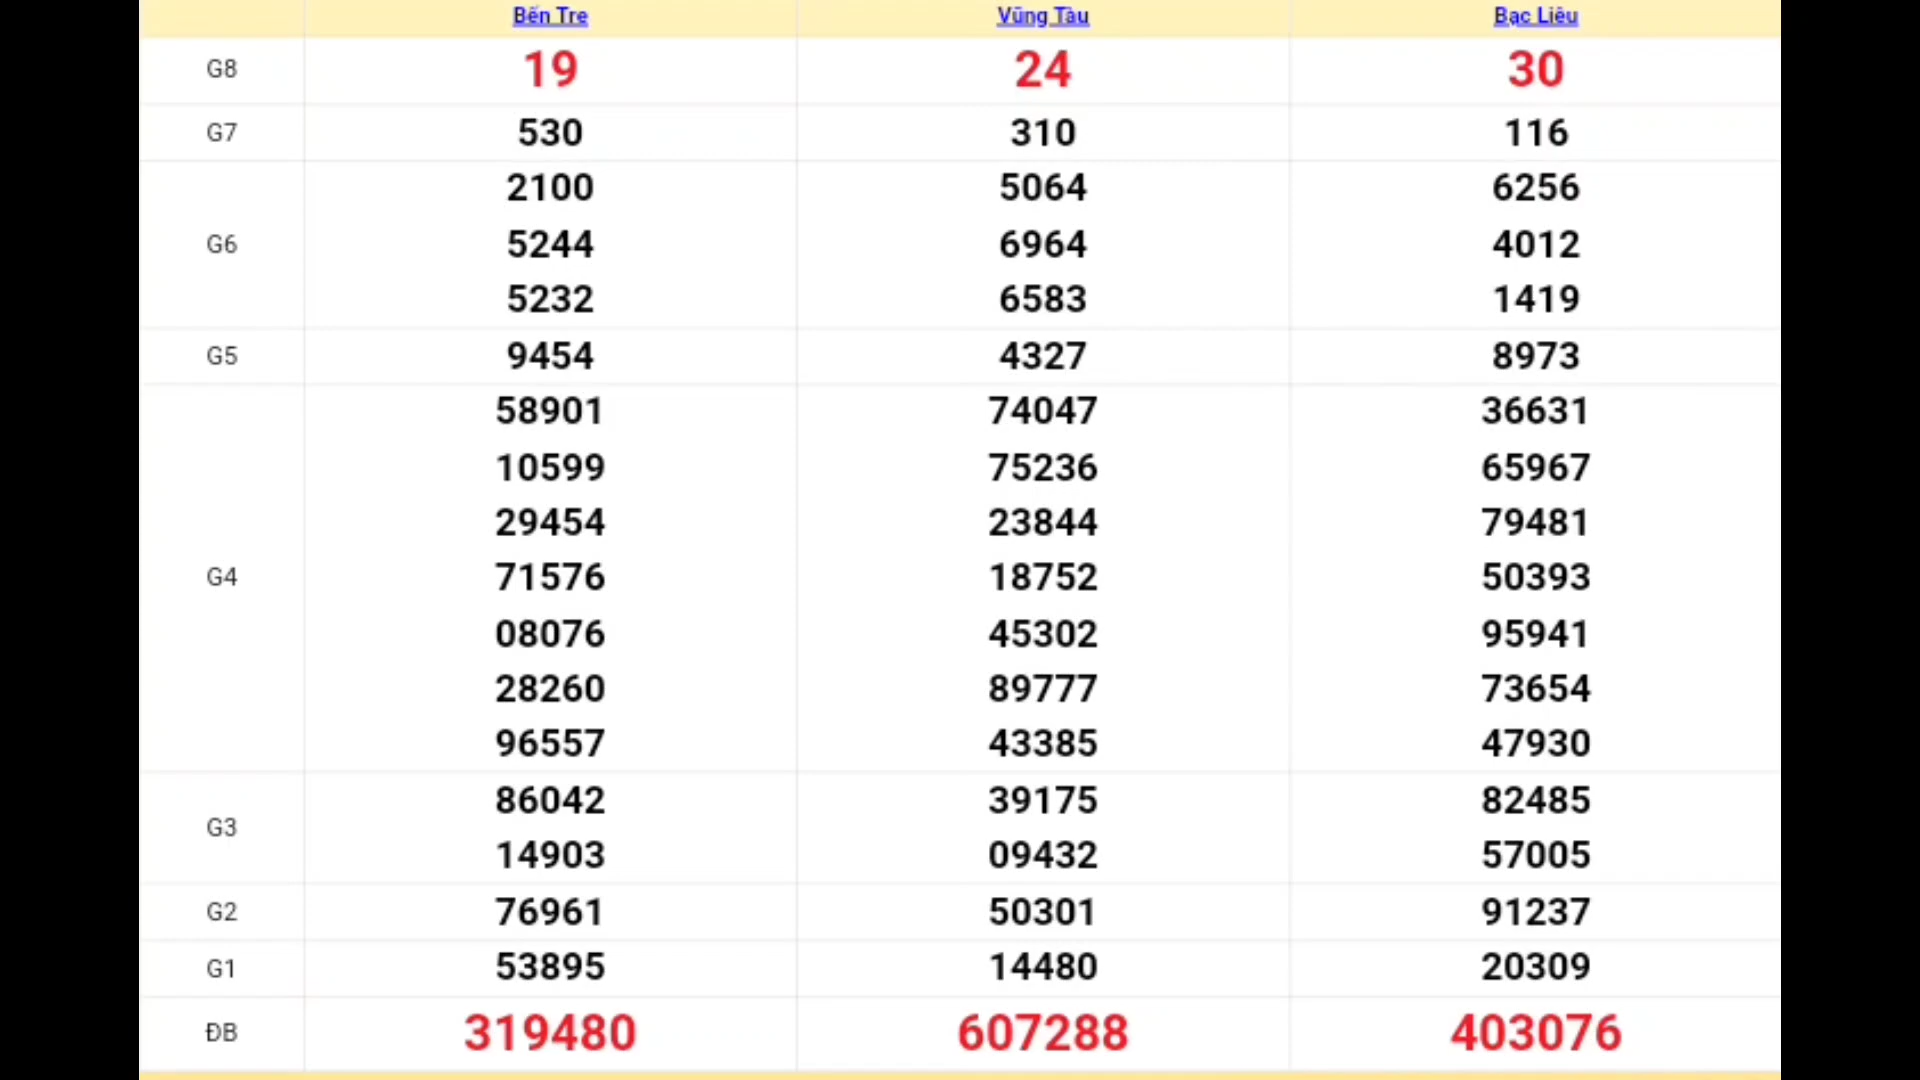 Bến Tre Vũng Tàu Bạc Liêu
G8 19 24 30
G7 530 310 116
2100 5064 6256
G6 5244 6964 4012
5232 6583 1419
G5 9454 4327 8973
58901 74047 36631
10599 75236 65967
29454 23844 79481
G4 71576 18752 50393
08076 45302 95941
28260 89777 73654
96557 43385 47930
G3 86042 39175 82485
14903 09432 57005
G2 76961 50301 91237
G1 53895 14480 20309
ĐB 319480 607288 403076